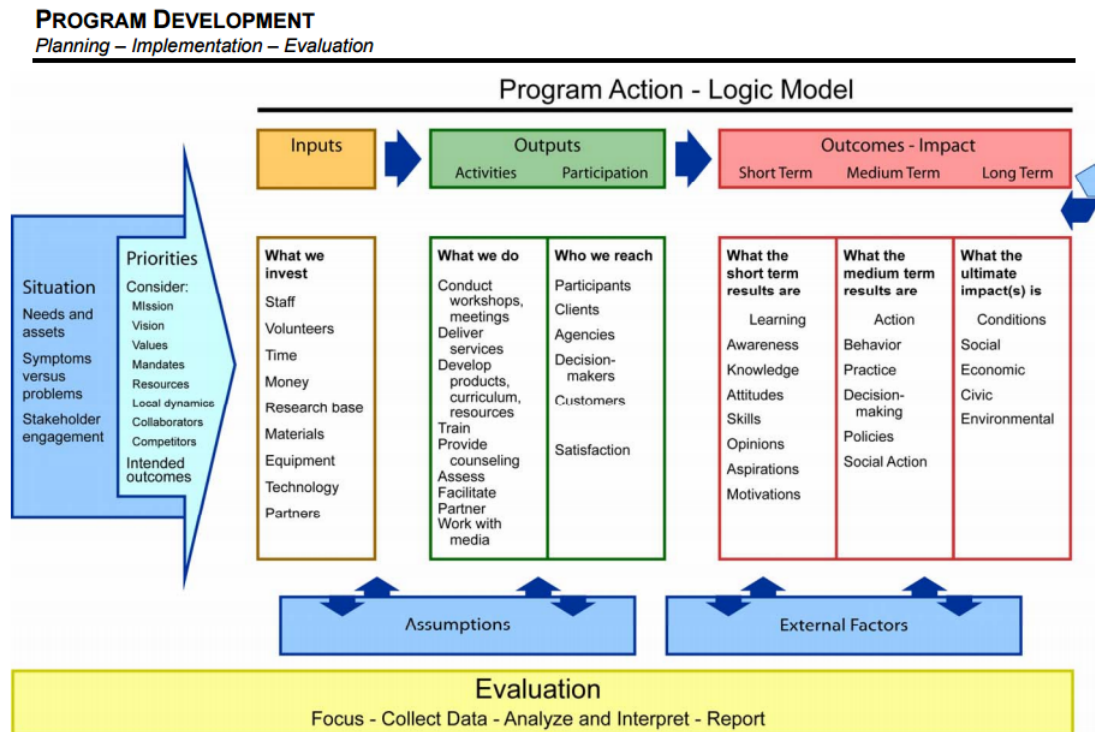 PROGRAM DEVELOPMENT
Planning – Implementation – Evaluation
Program Action - Logic Model
Inputs
Outputs
Activities Participation
Outcomes - Impact
Short Term Medium Term Long Term
Situation
Needs and
assets
Symptoms
versus
problems
Stakeholder
engagement
Priorities
Consider:
MIssion
Vision
Values
Mandates
Resources
Local dynamics
Collaborators
Competitors
Intended
outcomes
What we
invest
Staff
Volunteers
Time
Money
Research base
Materials
Equipment
Technology
Partners
What we do
Conduct
workshops,
meetings
Deliver
services
Develop
products,
curriculum,
resources
Train
Provide
counseling
Assess
Facilitate
Partner
Work with
media
Who we reach
Participants
Clients
Agencies
Decision-
makers
Customers
Satisfaction
What the
short term
results are
Learning
Awareness
Knowledge
Attitudes
Skills
Opinions
Aspirations
Motivations
What the
medium term
results are
Action
Behavior
Practice
Decision-
making
Policies
Social Action
What the
ultimate
impact(s) is
Conditions
Social
Economic
Civic
Environmental
Assumptions
External Factors
Evaluation
Focus - Collect Data - Analyze and Interpret - Report